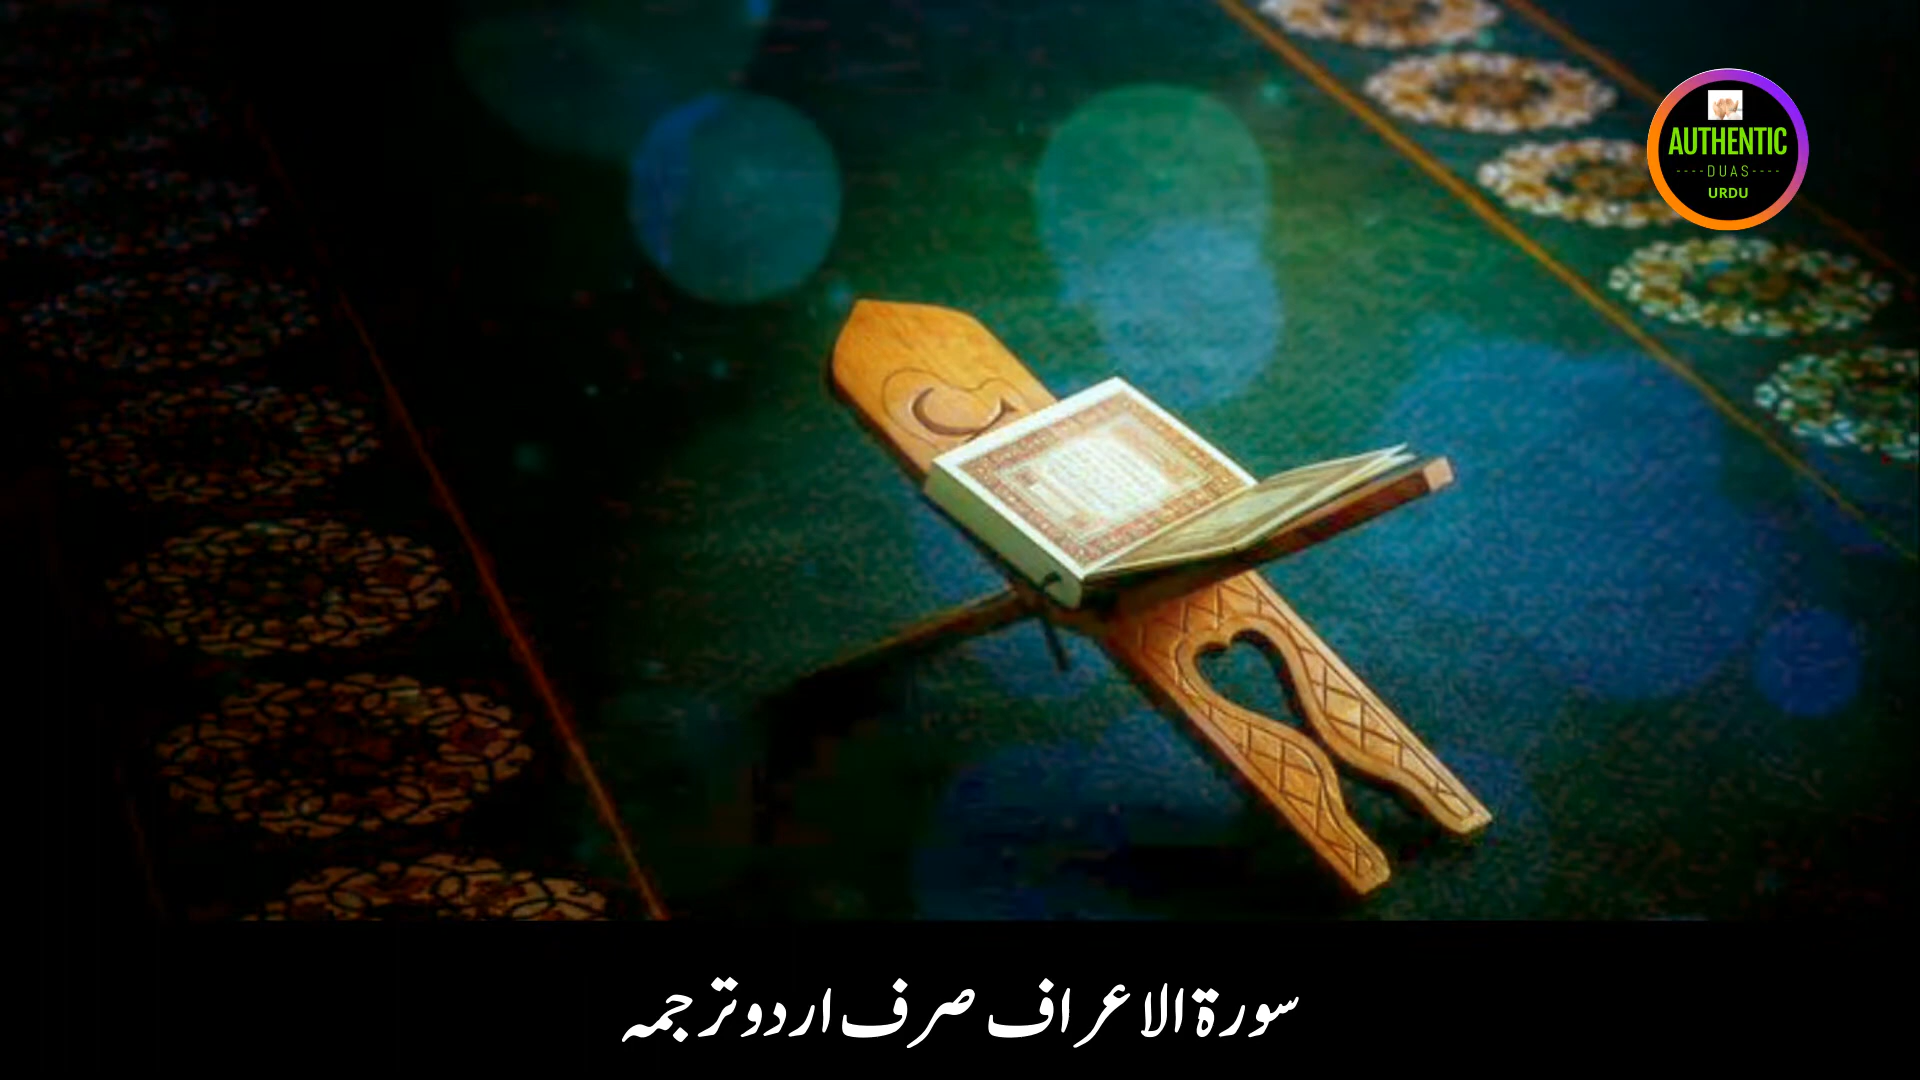 AUTHENTIC
----DUAS----
URDU
سورۃ الاعراف صرف اردو ترجمہ